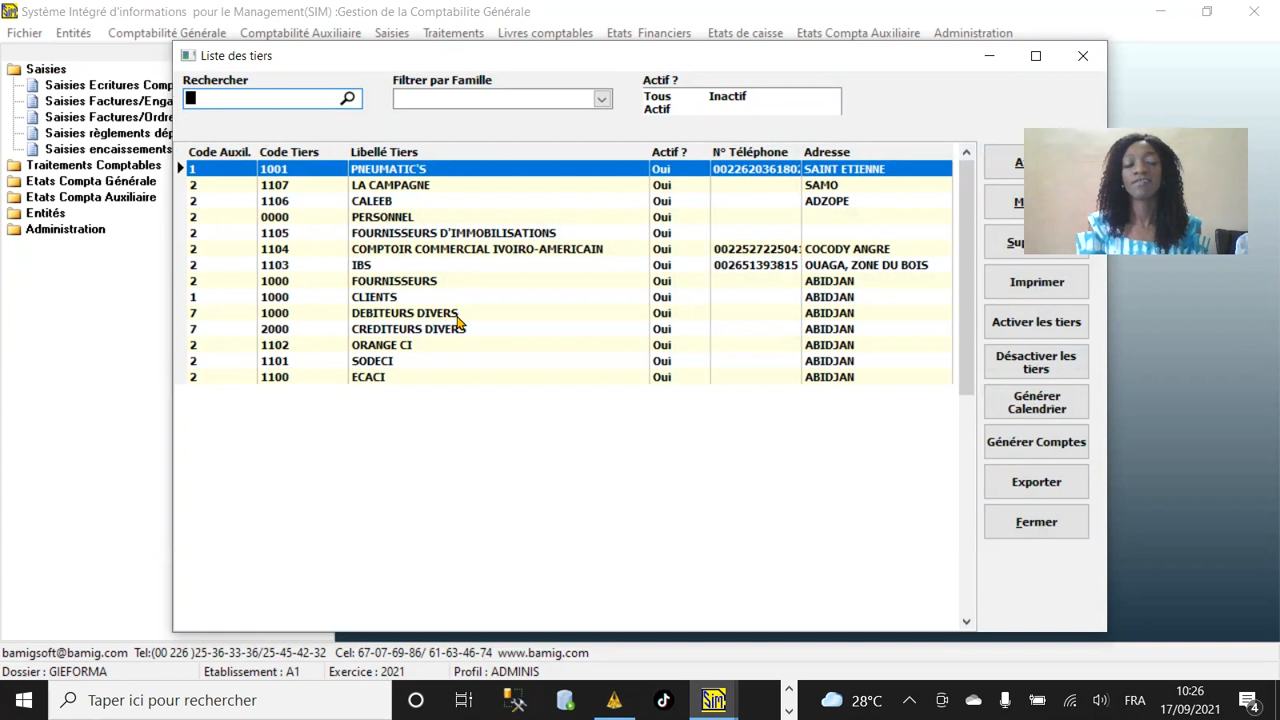 Système Intégré d'informations pour le Management(SIM) :Gestion de la Comptabilite Générale
Fichier Entités Comptabilité Générale Comptabilité Auxiliaire Saisies Traitements Livres comptables Etats Financiers Etats de caisse Etats Compta Auxiliaire Administration
Saisies
Saisies Ecritures Comp
Saisies Factures/Enga
Saisies Factures/Ordre
Saisies règlements dép
Saisies encaissements
Traitements Comptables
Etats Compta Générale
Etats Compta Auxiliaire
Entités
Administration
Liste des tiers
Rechercher Filtrer par Famille Actif ?
Tous Inactif
Actif
Code Auxil. Code Tiers Libellé Tiers Actif ? N° Téléphone Adresse
1 1001 PNEUMATIC'S Oui 0022620361802 SAINT ETIENNE
2 1107 LA CAMPAGNE Oui SAMO
2 1106 CALEEB Oui ADZOPE
2 0000 PERSONNEL Oui
2 1105 FOURNISSEURS D'IMMOBILISATIONS Oui
2 1104 COMPTOIR COMMERCIAL IVOIRO-AMERICAIN Oui 002252722504 COCODY ANGRE
2 1103 IBS Oui 002651393815 OUAGA, ZONE DU BOIS
2 1000 FOURNISSEURS Oui ABIDJAN
1 1000 CLIENTS Oui ABIDJAN
7 1000 DEBITEURS DIVERS Oui ABIDJAN
7 2000 CREDITEURS DIVERS Oui ABIDJAN
2 1102 ORANGE CI Oui ABIDJAN
2 1101 SODECI Oui ABIDJAN
2 1100 ECACI Oui ABIDJAN
Imprimer
Activer les tiers
Désactiver les
tiers
Générer
Calendrier
Générer Comptes
Exporter
Fermer
bamigsoft@bamig.com Tel:(00 226 )25-36-33-36/25-45-42-32 Cel: 67-07-69-86/ 61-63-46-74 www.bamig.com
Dossier : GIEFORMA Etablissement : A1 Exercice : 2021 Profil : ADMINIS
Taper ici pour rechercher
SIM
28°C
FRA
10:26
17/09/2021
4